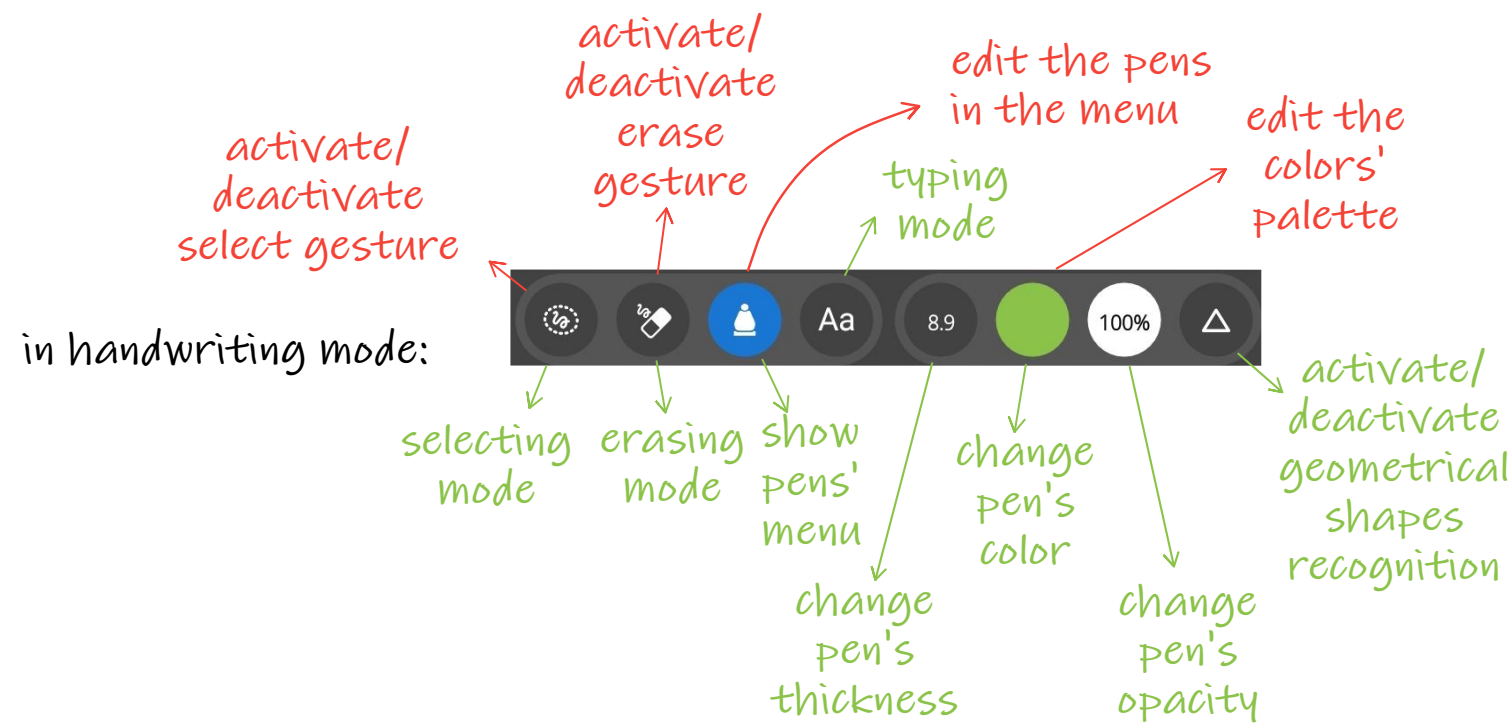 activate/
deactivate
erase
gesture
edit the pens
in the menu
edit the
colors'
palette
activate/
deactivate
select gesture
typing
mode
in handwriting mode:
Aa
8.9
100%
selecting
mode
erasing
mode
show
pens'
menu
change
pen's
thickness
change
pen's
color
change
pen's
opacity
activate/
deactivate
geometrical
shapes
recognition